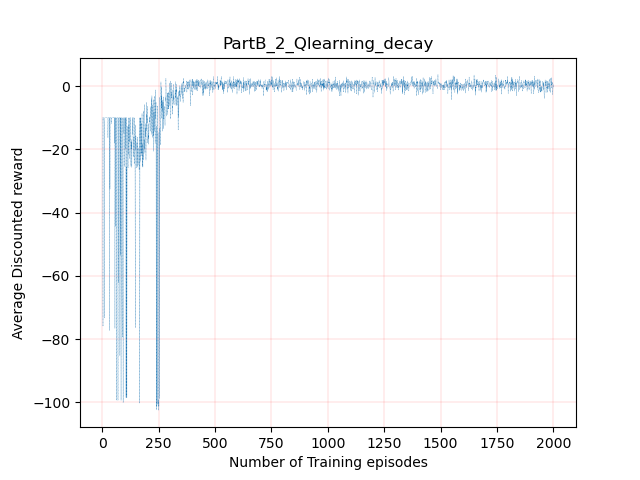 PartB_2_Qlearning_decay
Average Discounted reward
0
−20
−40
−60
−80
−100
0 250 500 750 1000 1250 1500 1750 2000
Number of Training episodes